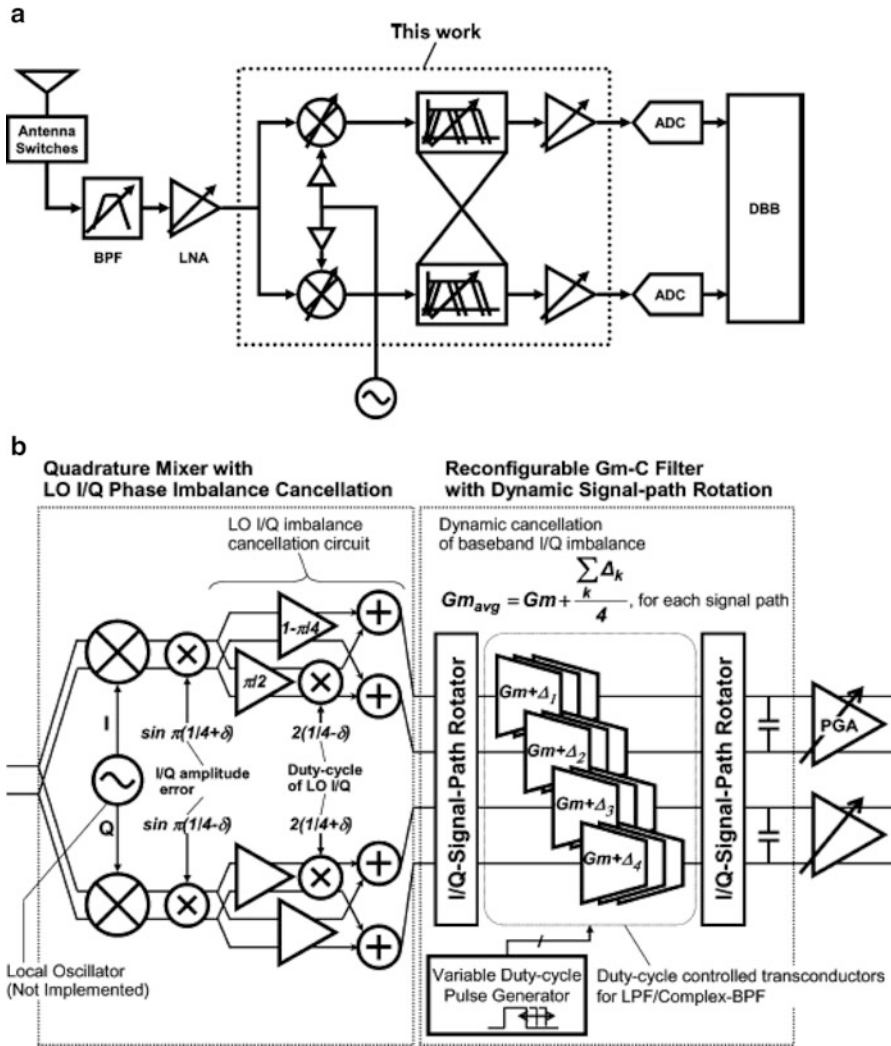 a
This work
Antenna
Switches
BPF
LNA
ADC
ADC
DBB
b
Quadrature Mixer with
LO I/Q Phase Imbalance Cancellation
Reconfigurable Gm-C Filter
with Dynamic Signal-path Rotation
LO I/Q imbalance
cancellation circuit
Dynamic cancellation
of baseband I/Q imbalance
Gm_avg = Gm + ∑_k Δ_k / 4 , for each signal path
1-π/4
π/2
I
sin π(1/4+δ)
2(1/4-δ)
I/Q amplitude
error
Duty-cycle
of LO I/Q
Q
sin π(1/4-δ)
2(1/4+δ)
I/Q-Signal-Path Rotator
Gm+Δ1
Gm+Δ2
Gm+Δ3
Gm+Δ4
I/Q-Signal-Path Rotator
PGA
Local Oscillator
(Not Implemented)
Variable Duty-cycle
Pulse Generator
Duty-cycle controlled transconductors
for LPF/Complex-BPF